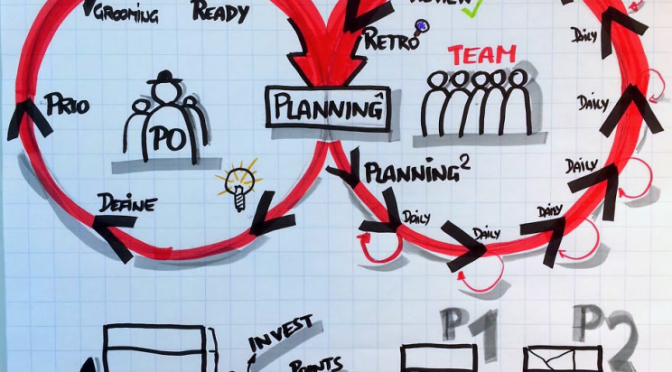 GROOMING
READY
RETRO
TEAM
PRIO
PO
PLANNING¹
PLANNING²
DEFINE
DAILY
DAILY
DAILY
DAILY
DAILY
DAILY
INVEST
POINTS
P1
P2